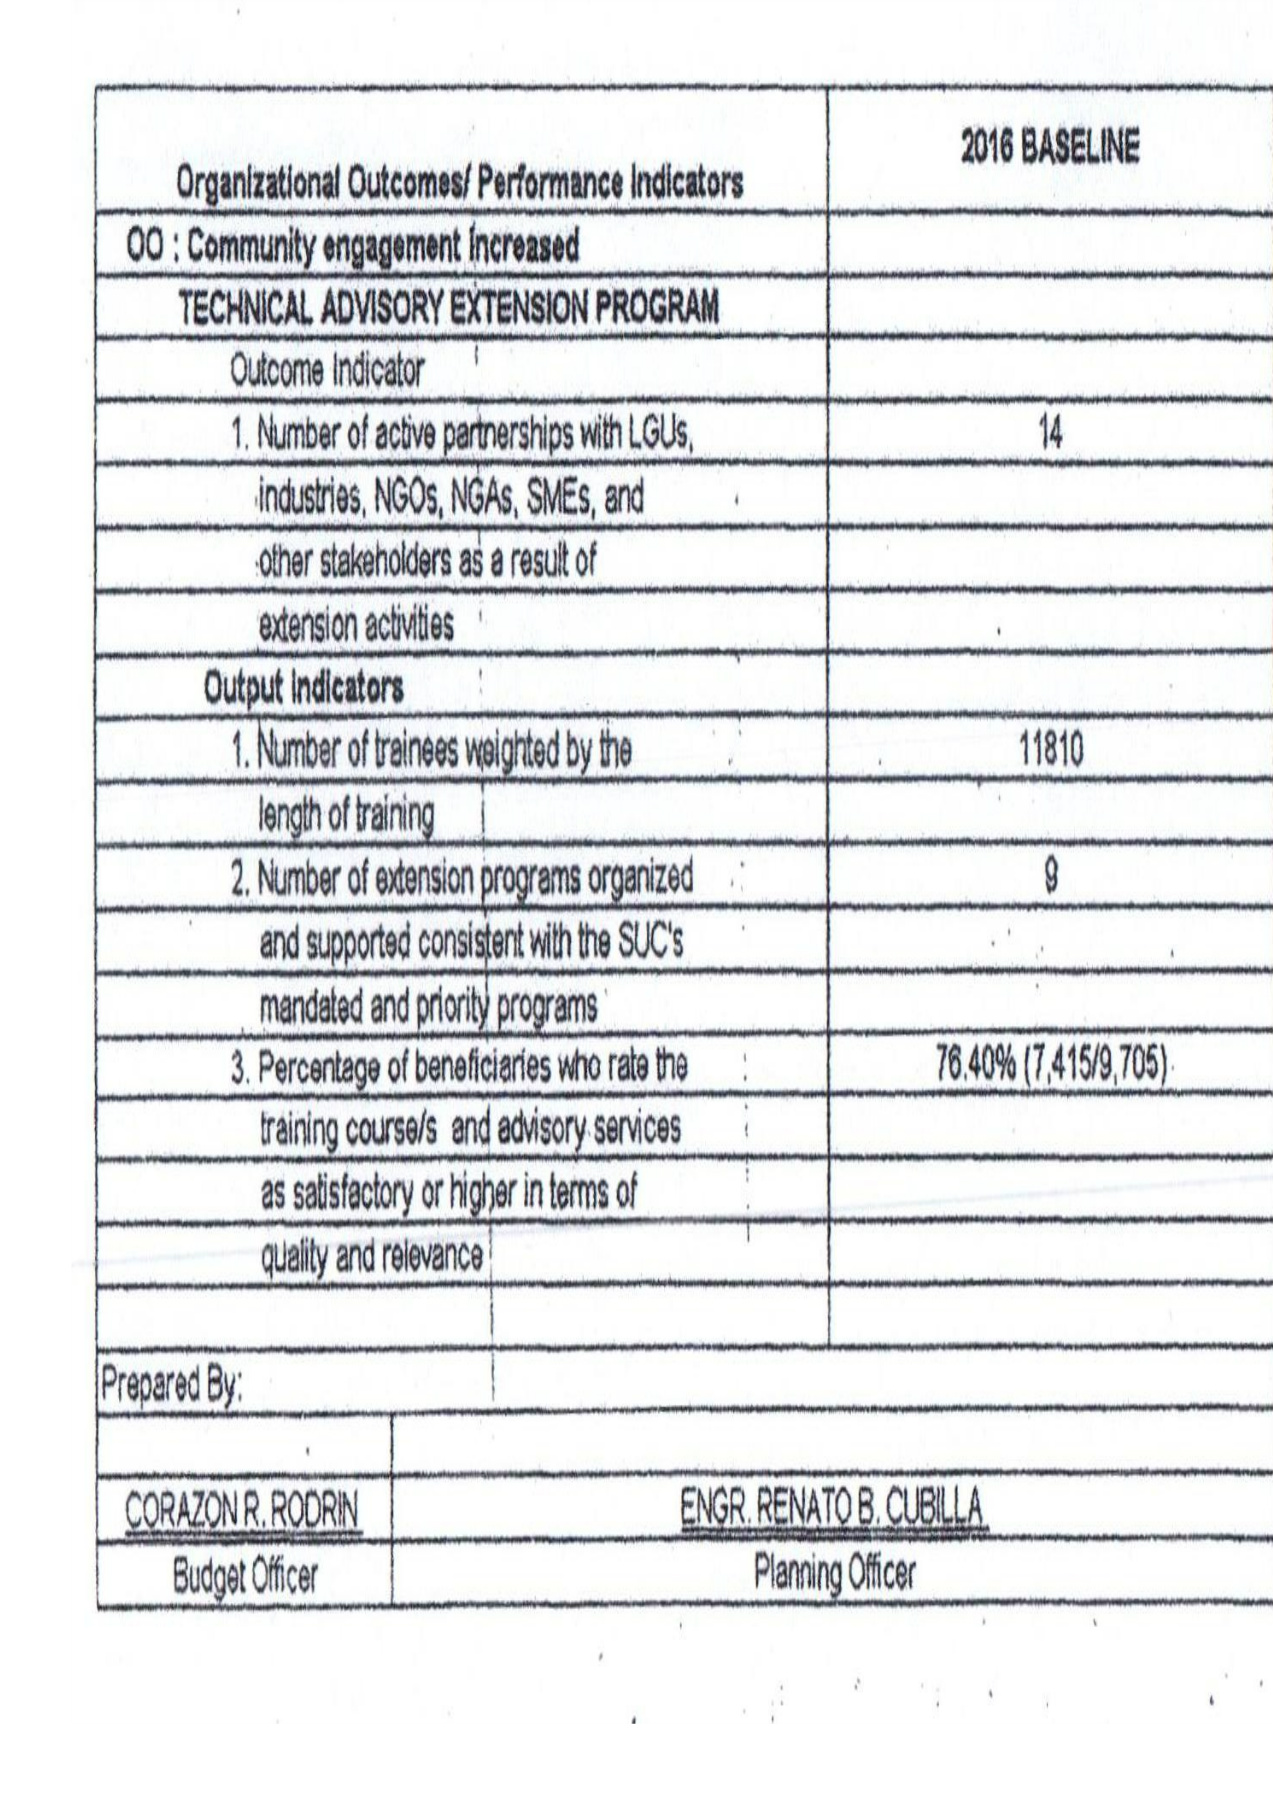 2016 BASELINE
Organizational Outcomes/ Performance Indicators
OO : Community engagement increased
TECHNICAL ADVISORY EXTENSION PROGRAM
Outcome Indicator
1. Number of active partnerships with LGUs, 14
industries, NGOs, NGAs, SMEs, and
other stakeholders as a result of
extension activities
Output Indicators
1. Number of trainees weighted by the 11810
length of training
2. Number of extension programs organized 9
and supported consistent with the SUC's
mandated and priority programs
3. Percentage of beneficiaries who rate the 76.40% (7,415/9,705)
training course/s and advisory services
as satisfactory or higher in terms of
quality and relevance
Prepared By:
CORAZON R. RODRIN ENGR. RENATO B. CUBILLA
Budget Officer Planning Officer